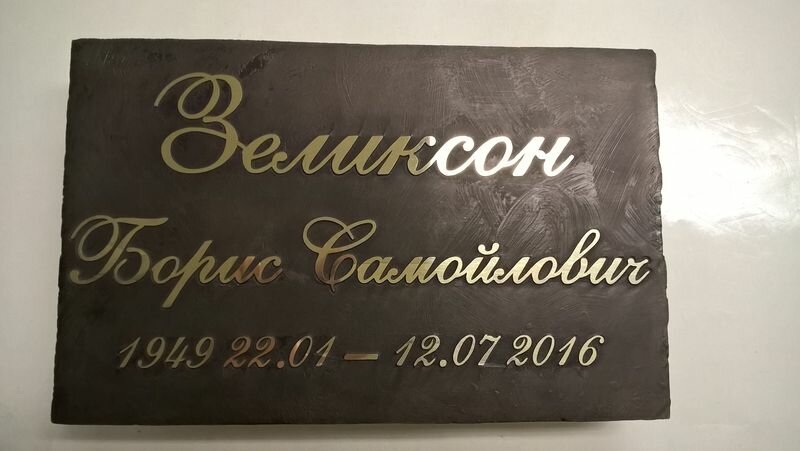 Зеликсон
Борис Самойлович
1949 22.01 — 12.07 2016